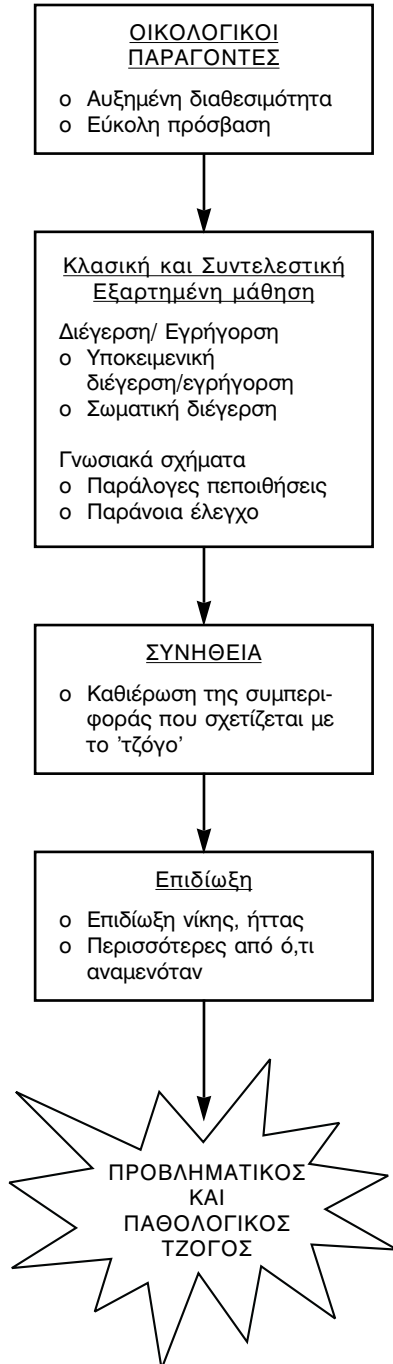 ΟΙΚΟΛΟΓΙΚΟΙ
ΠΑΡΑΓΟΝΤΕΣ
o Αυξημένη διαθεσιμότητα
o Εύκολη πρόσβαση
Κλασική και Συντελεστική
Εξαρτημένη μάθηση
Διέγερση/ Εγρήγορση
o Υποκειμενική
διέγερση/εγρήγορση
o Σωματική διέγερση
Γνωσιακά σχήματα
o Παράλογες πεποιθήσεις
o Παράνοια έλεγχο
ΣΥΝΗΘΕΙΑ
o Καθιέρωση της συμπερι-
φοράς που σχετίζεται με
το 'τζόγο'
Επιδίωξη
o Επιδίωξη νίκης, ήττας
o Περισσότερες από ό,τι
αναμενόταν
ΠΡΟΒΛΗΜΑΤΙΚΟΣ
ΚΑΙ
ΠΑΘΟΛΟΓΙΚΟΣ
ΤΖΟΓΟΣ